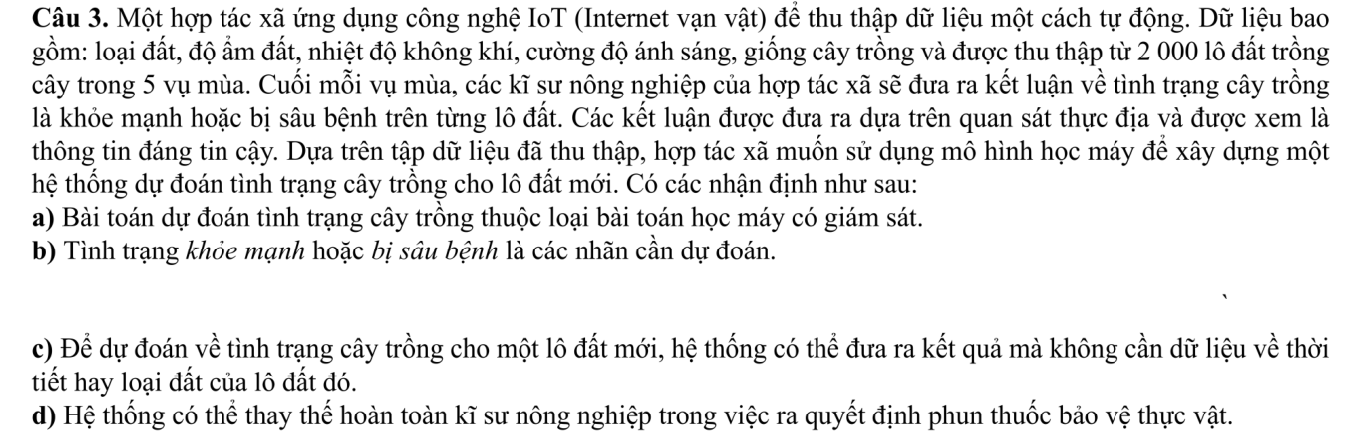 Câu 3. Một hợp tác xã ứng dụng công nghệ IoT (Internet vạn vật) để thu thập dữ liệu một cách tự động. Dữ liệu bao
gồm: loại đất, độ ẩm đất, nhiệt độ không khí, cường độ ánh sáng, giống cây trồng và được thu thập từ 2 000 lô đất trồng
cây trong 5 vụ mùa. Cuối mỗi vụ mùa, các kĩ sư nông nghiệp của hợp tác xã sẽ đưa ra kết luận về tình trạng cây trồng
là khỏe mạnh hoặc bị sâu bệnh trên từng lô đất. Các kết luận được đưa ra dựa trên quan sát thực địa và được xem là
thông tin đáng tin cậy. Dựa trên tập dữ liệu đã thu thập, hợp tác xã muốn sử dụng mô hình học máy để xây dựng một
hệ thống dự đoán tình trạng cây trồng cho lô đất mới. Có các nhận định như sau:
a) Bài toán dự đoán tình trạng cây trồng thuộc loại bài toán học máy có giám sát.
b) Tình trạng khỏe mạnh hoặc bị sâu bệnh là các nhãn cần dự đoán.
c) Để dự đoán về tình trạng cây trồng cho một lô đất mới, hệ thống có thể đưa ra kết quả mà không cần dữ liệu về thời
tiết hay loại đất của lô đất đó.
d) Hệ thống có thể thay thế hoàn toàn kĩ sư nông nghiệp trong việc ra quyết định phun thuốc bảo vệ thực vật.